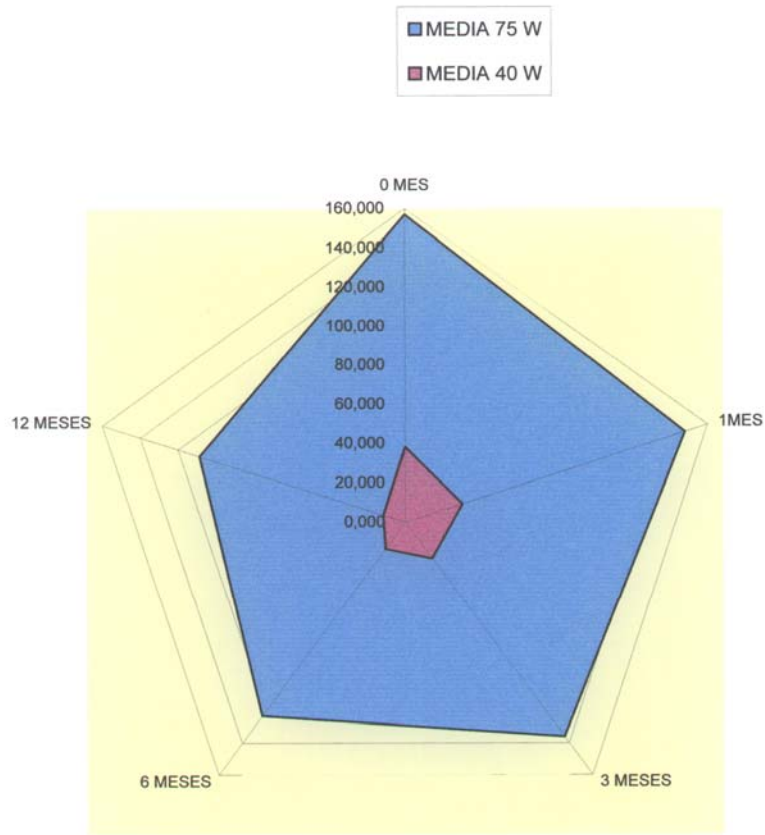 MEDIA 75 W
MEDIA 40 W
0 MES
160,000
140,000
120,000
100,000
80,000
60,000
40,000
20,000
0,000
12 MESES
1MES
6 MESES
3 MESES